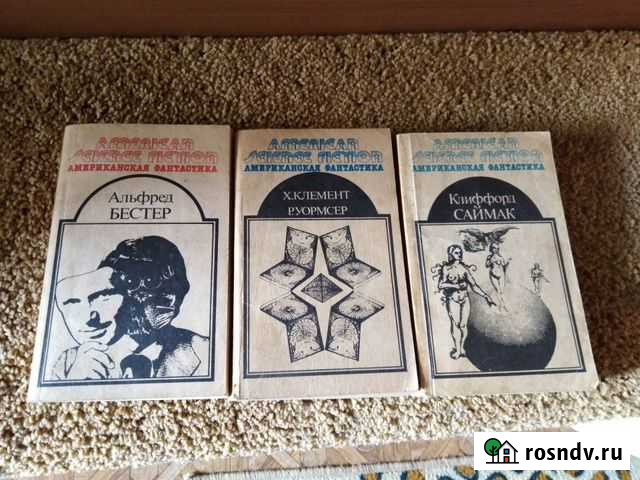 AMERICAN
SCIENCE FICTION
АМЕРИКАНСКАЯ ФАНТАСТИКА
Альфред
БЕСТЕР
AMERICAN
SCIENCE FICTION
АМЕРИКАНСКАЯ ФАНТАСТИКА
Х.КЛЕМЕНТ
Р.УОРМСЕР
AMERICAN
SCIENCE FICTION
АМЕРИКАНСКАЯ ФАНТАСТИКА
Клиффорд
САЙМАК
rosndv.ru